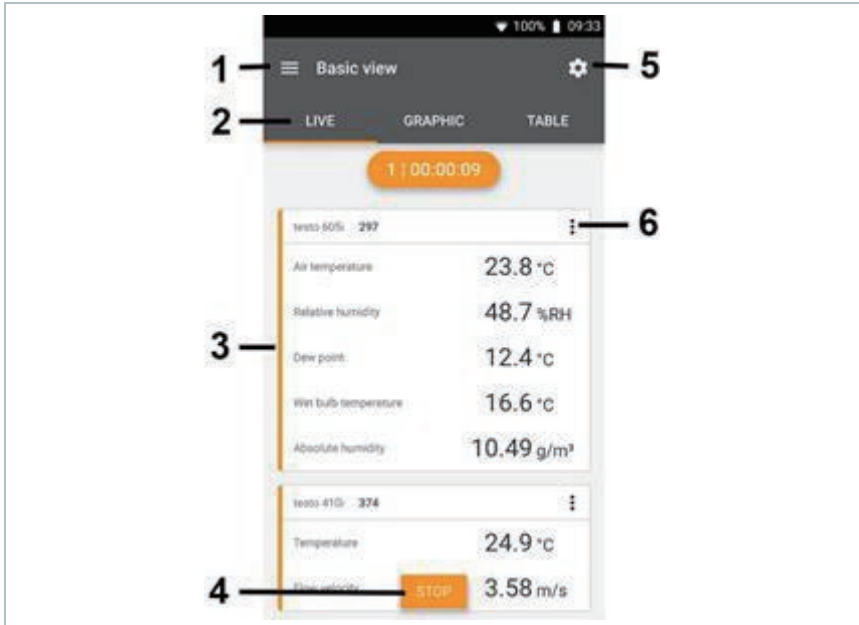 100% 09:33
1 Basic view 5
2 LIVE GRAPHIC TABLE
1 | 00:00:09
testo 605i 297 6
Air temperature 23.8 °C
Relative humidity 48.7 %RH
3
Dew point 12.4 °C
Wet bulb temperature 16.6 °C
Absolute humidity 10.49 g/m³
testo 410i 374
Temperature 24.9 °C
4 Flow velocity STOP 3.58 m/s